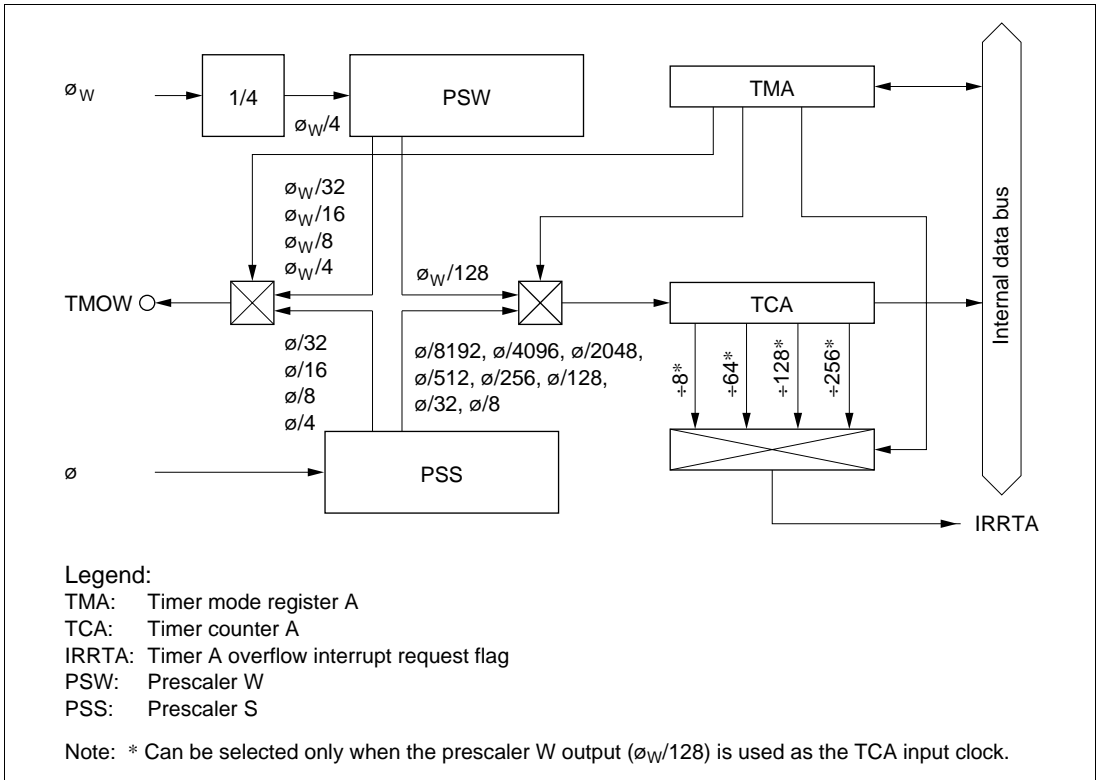 øW
1/4
øW/4
PSW
TMA
Internal data bus
øW/32
øW/16
øW/8
øW/4
øW/128
TMOW
TCA
ø/32
ø/16
ø/8
ø/4
ø/8192, ø/4096, ø/2048,
ø/512, ø/256, ø/128,
ø/32, ø/8
÷8*
÷64*
÷128*
÷256*
ø
PSS
IRRTA
Legend:
TMA: Timer mode register A
TCA: Timer counter A
IRRTA: Timer A overflow interrupt request flag
PSW: Prescaler W
PSS: Prescaler S
Note: * Can be selected only when the prescaler W output (øW/128) is used as the TCA input clock.